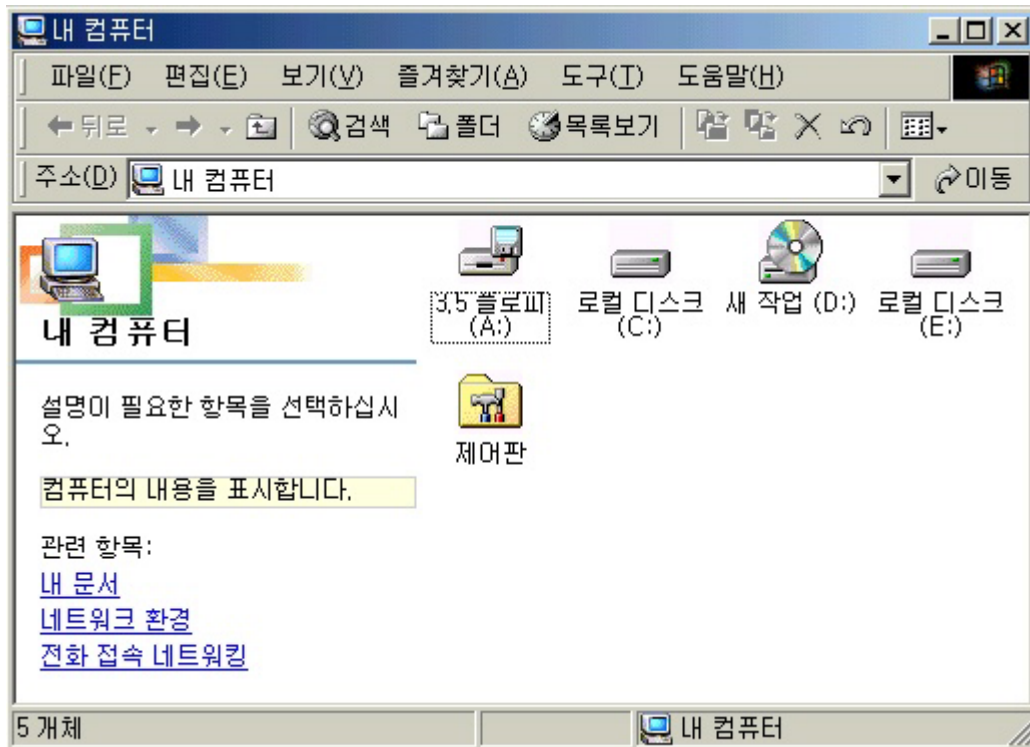 내 컴퓨터
파일(F) 편집(E) 보기(V) 즐겨찾기(A) 도구(T) 도움말(H)
뒤로 검색 폴더 목록보기
주소(D) 내 컴퓨터 이동
내 컴퓨터
설명이 필요한 항목을 선택하십시
오.
컴퓨터의 내용을 표시합니다.
관련 항목:
내 문서
네트워크 환경
전화 접속 네트워킹
3.5 플로피
(A:)
로컬 디스크
(C:)
새 작업 (D:)
로컬 디스크
(E:)
제어판
5 개체 내 컴퓨터